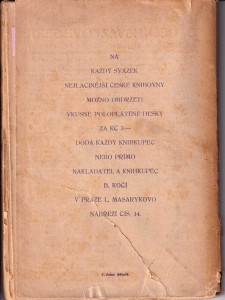 NA
KAŽDÝ SVAZEK
NEJLACINĚJŠÍ ČESKÉ KNIHOVNY
MOŽNO OBDRŽETI
VKUSNÉ POLOPLÁTĚNÉ DESKY
ZA KČ 3—
DODÁ KAŽDÝ KNIHKUPEC
NEBO PŘÍMO
NAKLADATEL A KNIHKUPEC
B. KOČÍ
V PRAZE I., MASARYKOVO
NÁBŘEŽÍ ČÍS. 14.